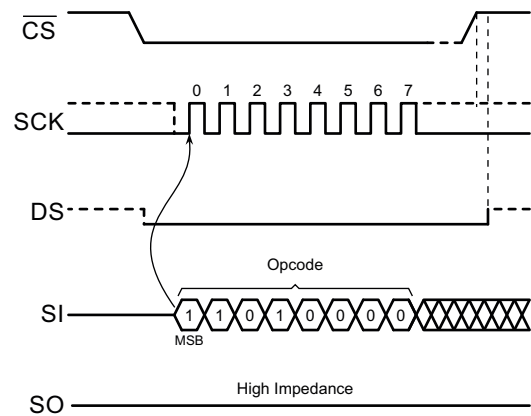 CS
0 1 2 3 4 5 6 7
SCK
DS
Opcode
SI 1 1 0 1 0 0 0 0
MSB
High Impedance
SO